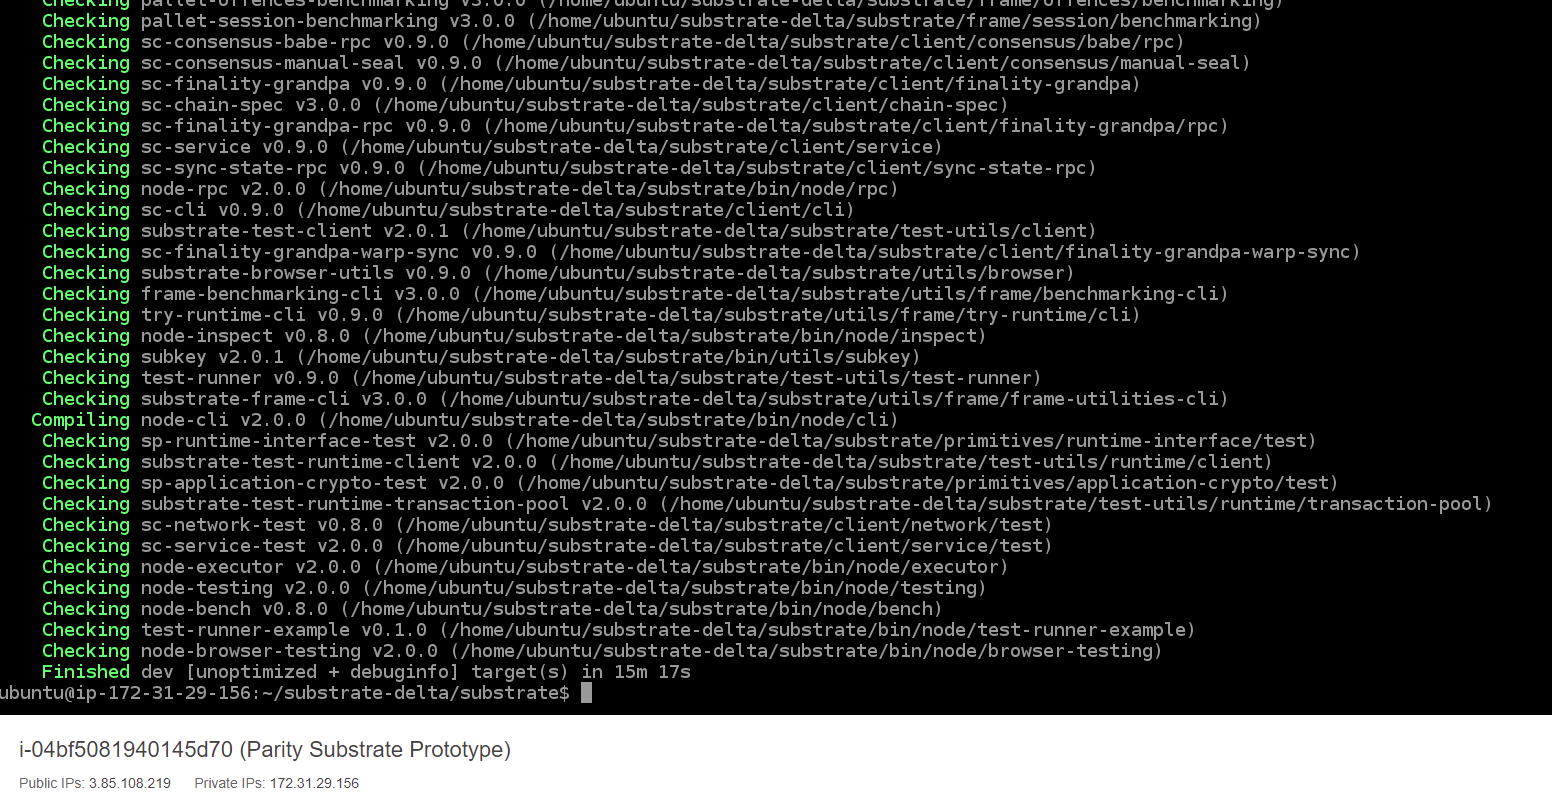 Checking pallet-offences-benchmarking v3.0.0 (/home/ubuntu/substrate-delta/substrate/frame/offences/benchmarking)
Checking pallet-session-benchmarking v3.0.0 (/home/ubuntu/substrate-delta/substrate/frame/session/benchmarking)
Checking sc-consensus-babe-rpc v0.9.0 (/home/ubuntu/substrate-delta/substrate/client/consensus/babe/rpc)
Checking sc-consensus-manual-seal v0.9.0 (/home/ubuntu/substrate-delta/substrate/client/consensus/manual-seal)
Checking sc-finality-grandpa v0.9.0 (/home/ubuntu/substrate-delta/substrate/client/finality-grandpa)
Checking sc-chain-spec v3.0.0 (/home/ubuntu/substrate-delta/substrate/client/chain-spec)
Checking sc-finality-grandpa-rpc v0.9.0 (/home/ubuntu/substrate-delta/substrate/client/finality-grandpa/rpc)
Checking sc-service v0.9.0 (/home/ubuntu/substrate-delta/substrate/client/service)
Checking sc-sync-state-rpc v0.9.0 (/home/ubuntu/substrate-delta/substrate/client/sync-state-rpc)
Checking node-rpc v2.0.0 (/home/ubuntu/substrate-delta/substrate/bin/node/rpc)
Checking sc-cli v0.9.0 (/home/ubuntu/substrate-delta/substrate/client/cli)
Checking substrate-test-client v2.0.1 (/home/ubuntu/substrate-delta/substrate/test-utils/client)
Checking sc-finality-grandpa-warp-sync v0.9.0 (/home/ubuntu/substrate-delta/substrate/client/finality-grandpa-warp-sync)
Checking substrate-browser-utils v0.9.0 (/home/ubuntu/substrate-delta/substrate/utils/browser)
Checking frame-benchmarking-cli v3.0.0 (/home/ubuntu/substrate-delta/substrate/utils/frame/benchmarking-cli)
Checking try-runtime-cli v0.9.0 (/home/ubuntu/substrate-delta/substrate/utils/frame/try-runtime/cli)
Checking node-inspect v0.8.0 (/home/ubuntu/substrate-delta/substrate/bin/node/inspect)
Checking subkey v2.0.1 (/home/ubuntu/substrate-delta/substrate/bin/utils/subkey)
Checking test-runner v0.9.0 (/home/ubuntu/substrate-delta/substrate/test-utils/test-runner)
Checking substrate-frame-cli v3.0.0 (/home/ubuntu/substrate-delta/substrate/utils/frame/frame-utilities-cli)
Compiling node-cli v2.0.0 (/home/ubuntu/substrate-delta/substrate/bin/node/cli)
Checking sp-runtime-interface-test v2.0.0 (/home/ubuntu/substrate-delta/substrate/primitives/runtime-interface/test)
Checking substrate-test-runtime-client v2.0.0 (/home/ubuntu/substrate-delta/substrate/test-utils/runtime/client)
Checking sp-application-crypto-test v2.0.0 (/home/ubuntu/substrate-delta/substrate/primitives/application-crypto/test)
Checking substrate-test-runtime-transaction-pool v2.0.0 (/home/ubuntu/substrate-delta/substrate/test-utils/runtime/transaction-pool)
Checking sc-network-test v0.8.0 (/home/ubuntu/substrate-delta/substrate/client/network/test)
Checking sc-service-test v2.0.0 (/home/ubuntu/substrate-delta/substrate/client/service/test)
Checking node-executor v2.0.0 (/home/ubuntu/substrate-delta/substrate/bin/node/executor)
Checking node-testing v2.0.0 (/home/ubuntu/substrate-delta/substrate/bin/node/testing)
Checking node-bench v0.8.0 (/home/ubuntu/substrate-delta/substrate/bin/node/bench)
Checking test-runner-example v0.1.0 (/home/ubuntu/substrate-delta/substrate/bin/node/test-runner-example)
Checking node-browser-testing v2.0.0 (/home/ubuntu/substrate-delta/substrate/bin/node/browser-testing)
Finished dev [unoptimized + debuginfo] target(s) in 15m 17s
ubuntu@ip-172-31-29-156:~/substrate-delta/substrate$
i-04bf5081940145d70 (Parity Substrate Prototype)
Public IPs: 3.85.108.219 Private IPs: 172.31.29.156